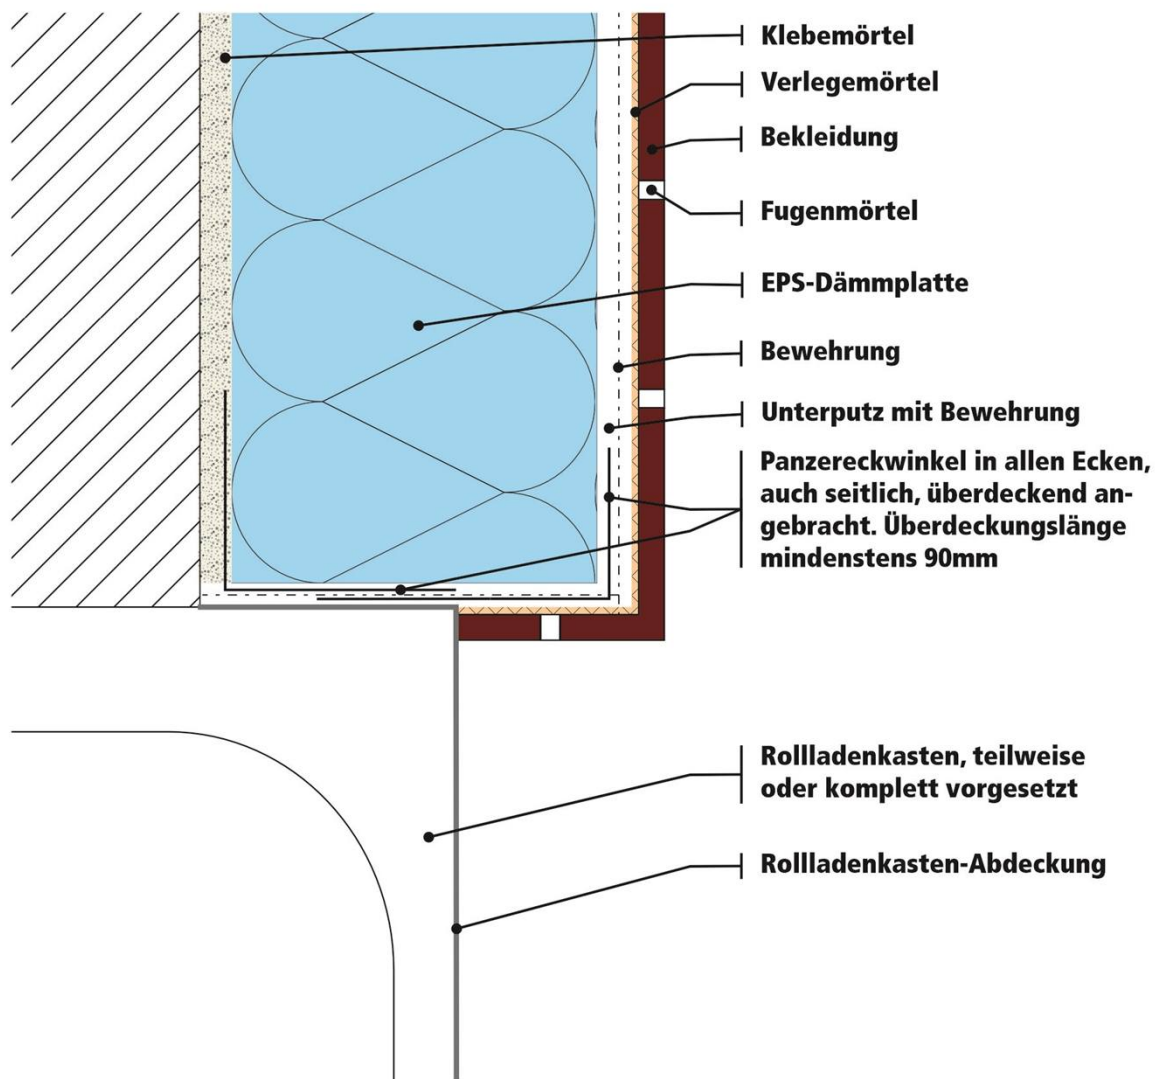 Klebemörtel
Verlegemörtel
Bekleidung
Fugenmörtel
EPS-Dämmplatte
Bewehrung
Unterputz mit Bewehrung
Panzereckwinkel in allen Ecken,
auch seitlich, überdeckend an-
gebracht. Überdeckungslänge
mindenstens 90mm
Rollladenkasten, teilweise
oder komplett vorgesetzt
Rollladenkasten-Abdeckung